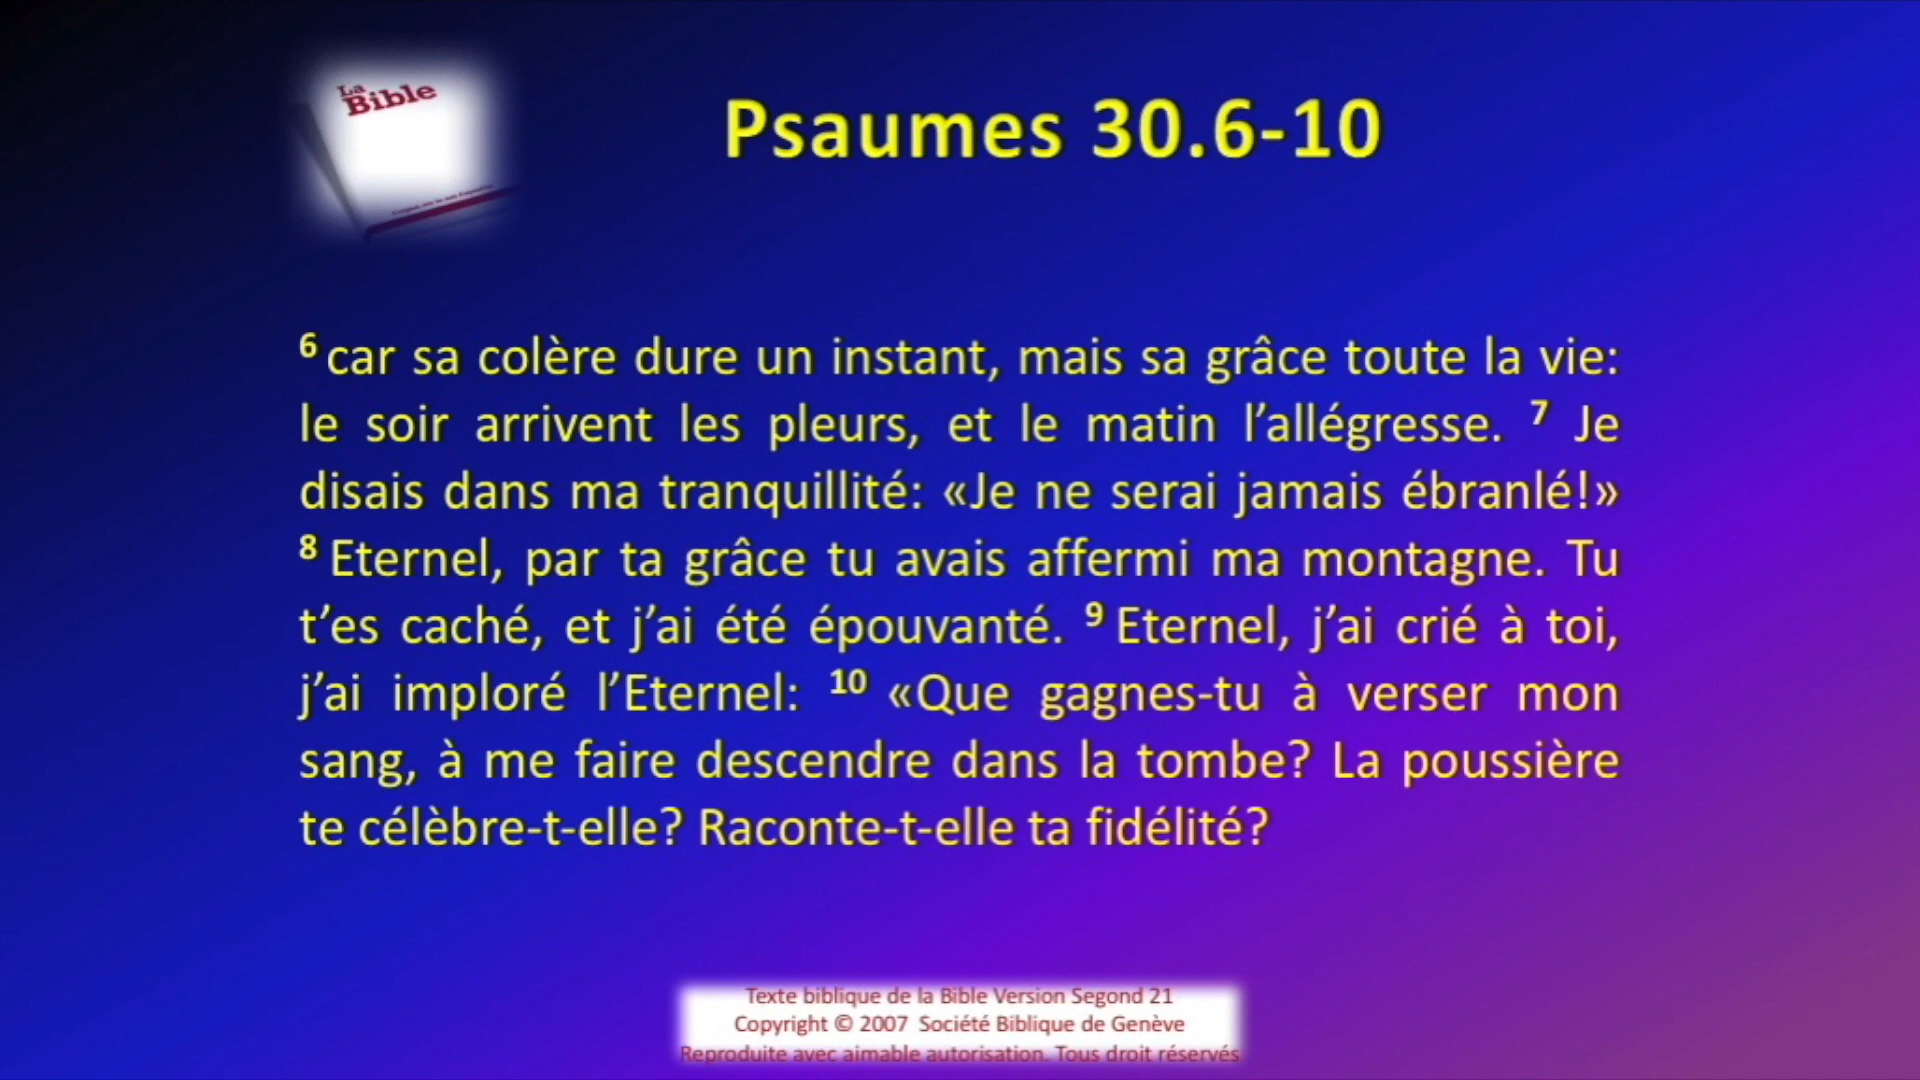 La
Bible
Psaumes 30.6-10
6 car sa colère dure un instant, mais sa grâce toute la vie:
le soir arrivent les pleurs, et le matin l’allégresse. 7 Je
disais dans ma tranquillité: «Je ne serai jamais ébranlé!»
8 Eternel, par ta grâce tu avais affermi ma montagne. Tu
t’es caché, et j’ai été épouvanté. 9 Eternel, j’ai crié à toi,
j’ai imploré l’Eternel: 10 «Que gagnes-tu à verser mon
sang, à me faire descendre dans la tombe? La poussière
te célèbre-t-elle? Raconte-t-elle ta fidélité?
Texte biblique de la Bible Version Segond 21
Copyright © 2007 Société Biblique de Genève
Reproduite avec aimable autorisation. Tous droit réservés